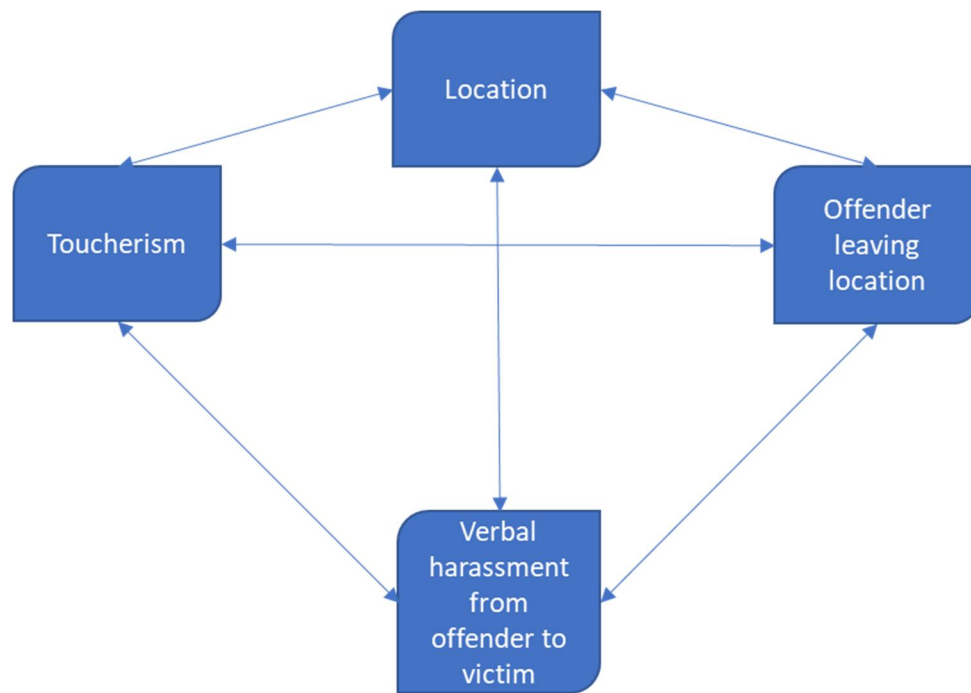 Location
Toucherism
Offender
leaving
location
Verbal
harassment
from
offender to
victim